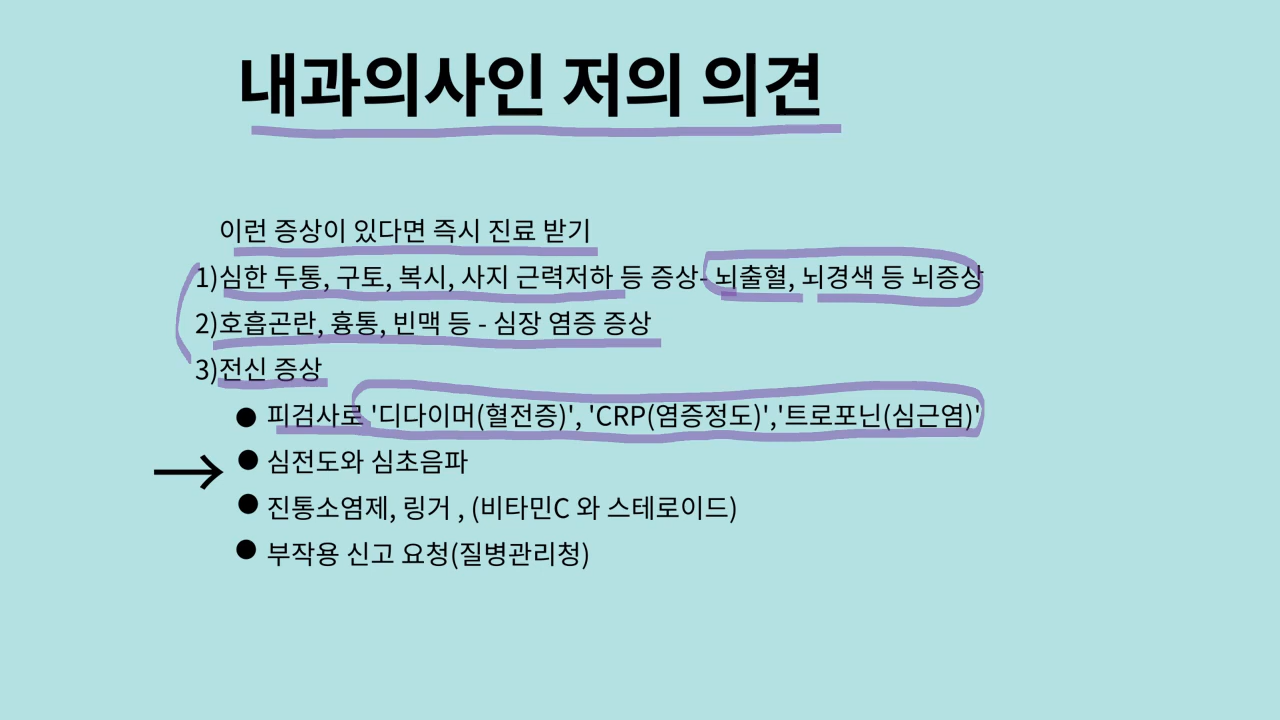 내과의사인 저의 의견
이런 증상이 있다면 즉시 진료 받기
1)심한 두통, 구토, 복시, 사지 근력저하 등 증상- 뇌출혈, 뇌경색 등 뇌증상
2)호흡곤란, 흉통, 빈맥 등 - 심장 염증 증상
3)전신 증상
● 피검사로 '디다이머(혈전증)', 'CRP(염증정도)','트로포닌(심근염)'
● 심전도와 심초음파
● 진통소염제, 링거 , (비타민C 와 스테로이드)
● 부작용 신고 요청(질병관리청)